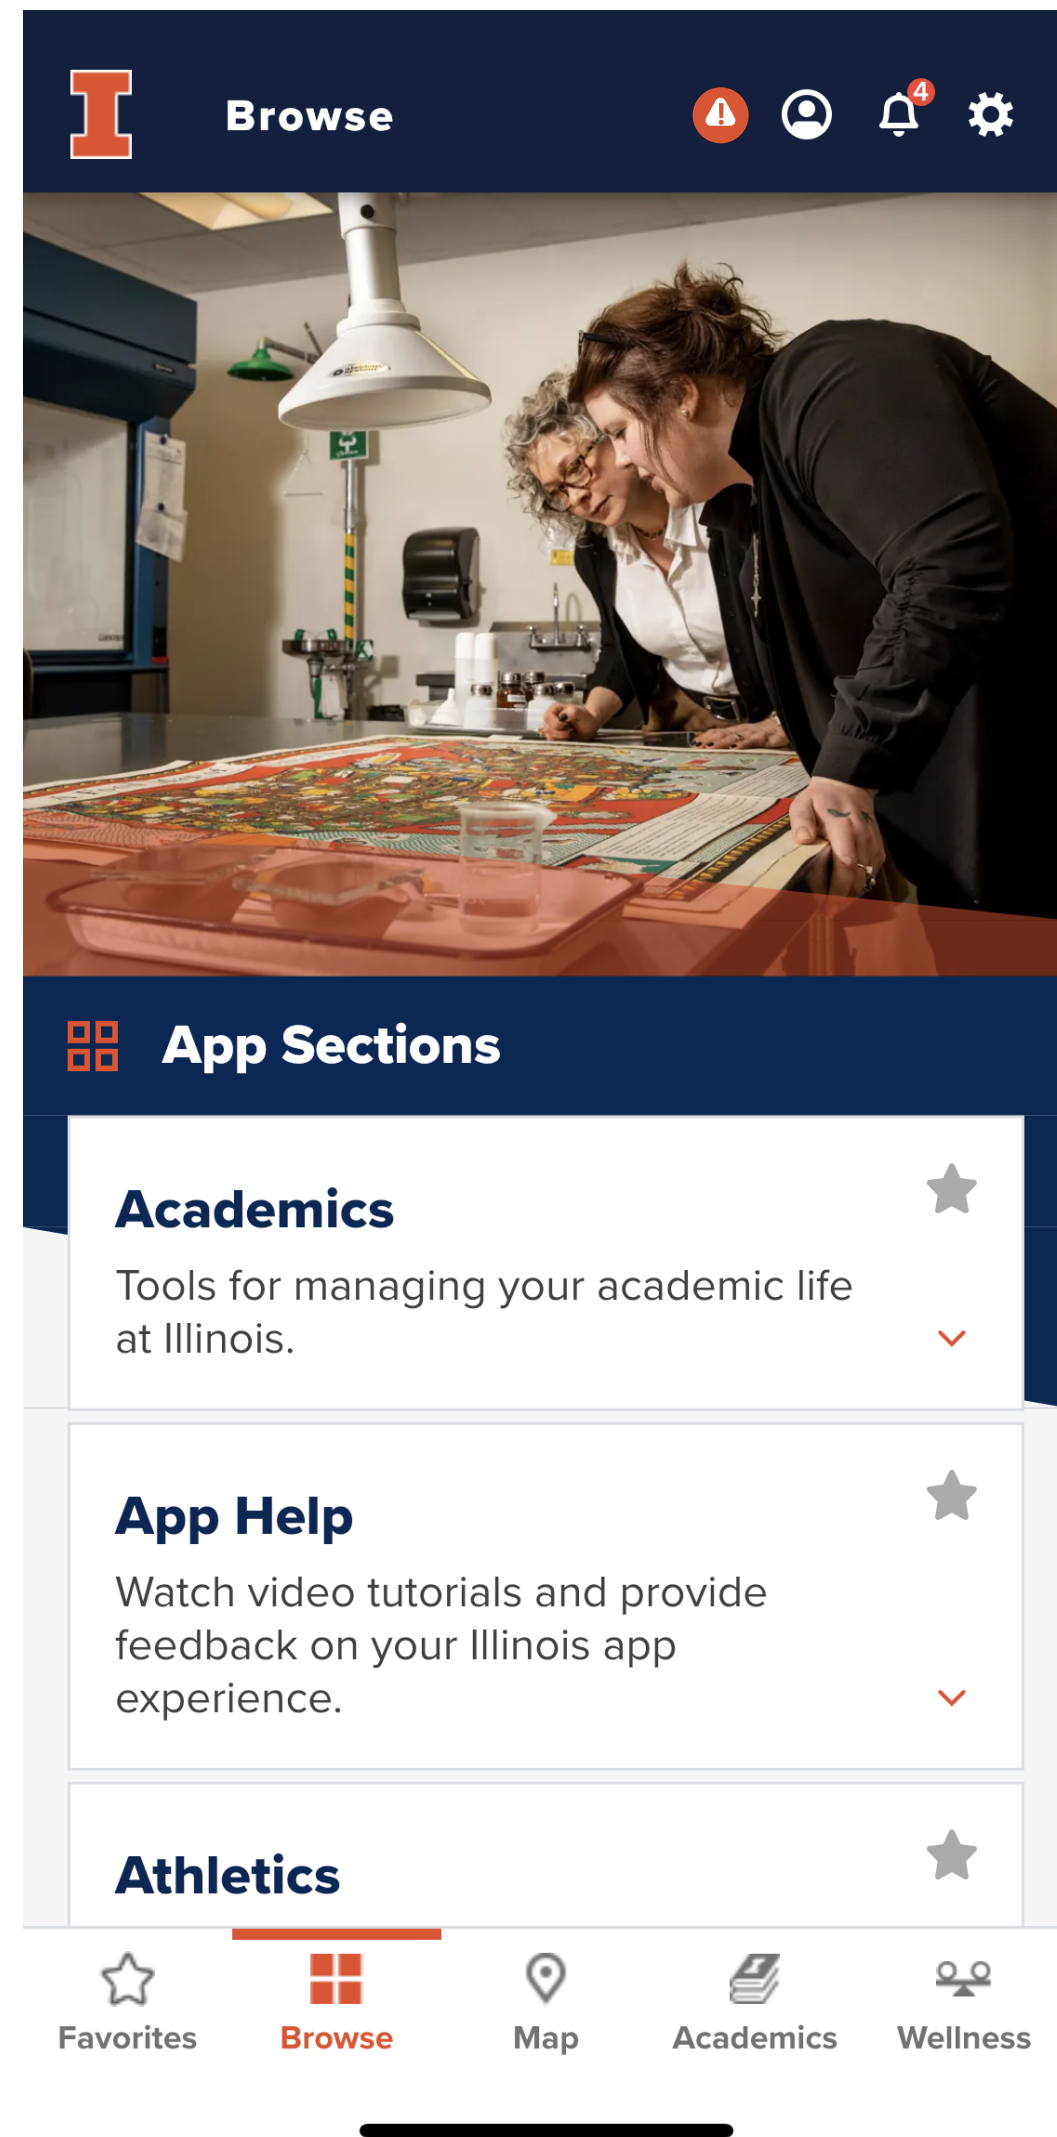 Browse
4
App Sections
Academics
Tools for managing your academic life
at Illinois.
App Help
Watch video tutorials and provide
feedback on your Illinois app
experience.
Athletics
Favorites
Browse
Map
Academics
Wellness